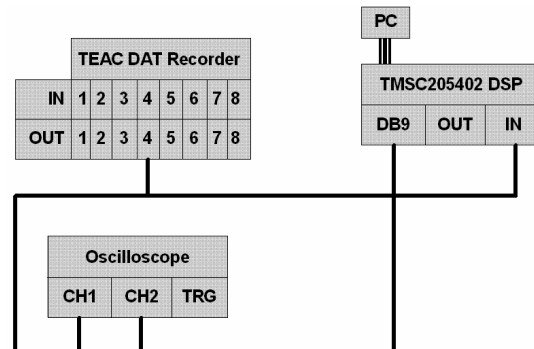 PC
TEAC DAT Recorder
IN 1 2 3 4 5 6 7 8
OUT 1 2 3 4 5 6 7 8
TMSC205402 DSP
DB9 OUT IN
Oscilloscope
CH1 CH2 TRG